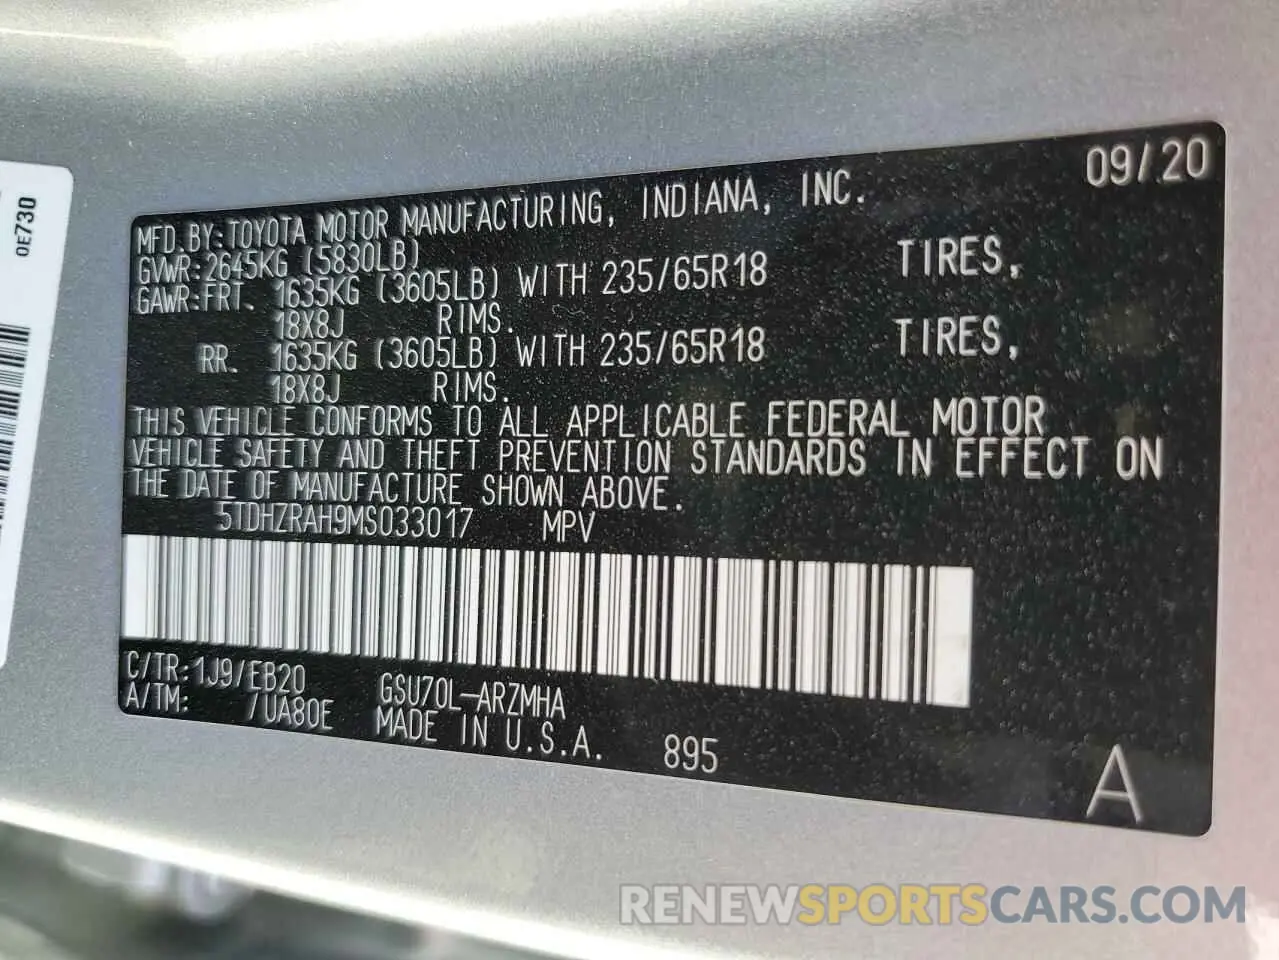 0E730
09/20
MFD.BY:TOYOTA MOTOR MANUFACTURING, INDIANA, INC.
GVWR:2645KG (5830LB)
GAWR:FRT. 1635KG (3605LB) WITH 235/65R18 TIRES,
18X8J RIMS.
RR. 1635KG (3605LB) WITH 235/65R18 TIRES,
18X8J RIMS.
THIS VEHICLE CONFORMS TO ALL APPLICABLE FEDERAL MOTOR
VEHICLE SAFETY AND THEFT PREVENTION STANDARDS IN EFFECT ON
THE DATE OF MANUFACTURE SHOWN ABOVE.
5TDHZRAH9MS033017 MPV
C/TR:1J9/EB20 GSU70L-ARZMHA
A/TM: /UA80E MADE IN U.S.A. 895
A
RENEWSPORTSCARS.COM